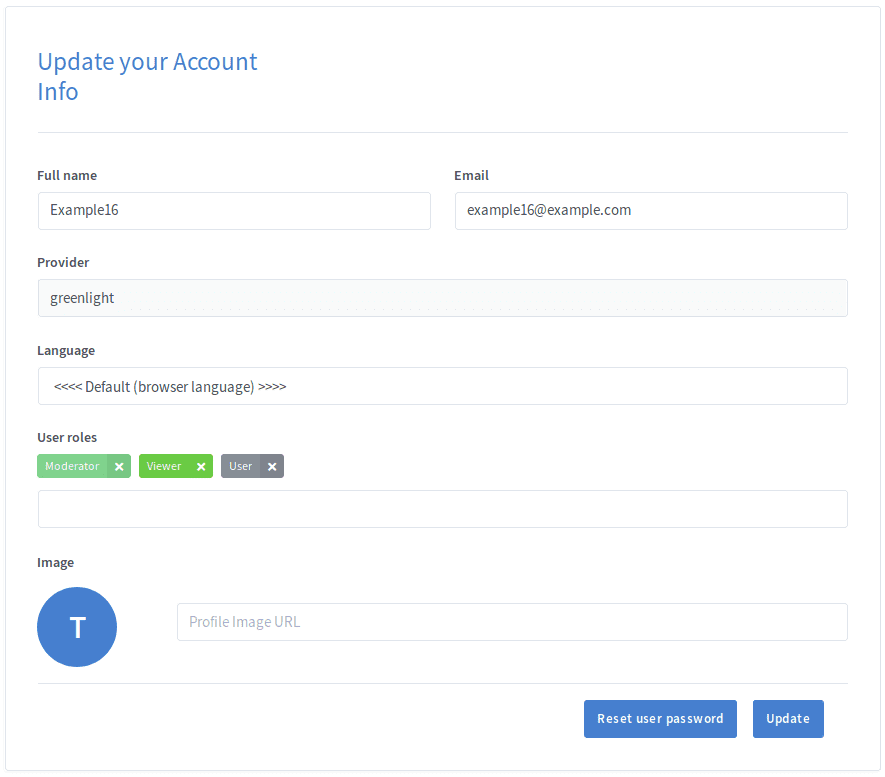 Update your Account
Info
Full name
Email
Example16
example16@example.com
Provider
greenlight
Language
<<<< Default (browser language) >>>>
User roles
Moderator ×
Viewer ×
User ×
Image
T
Profile Image URL
Reset user password
Update